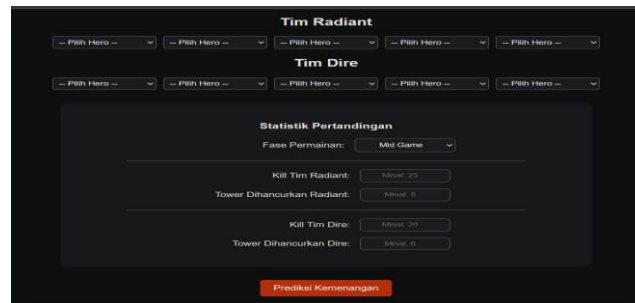 Tim Radiant
-- Pilih Hero -- -- Pilih Hero -- -- Pilih Hero -- -- Pilih Hero -- -- Pilih Hero --
Tim Dire
-- Pilih Hero -- -- Pilih Hero -- -- Pilih Hero -- -- Pilih Hero -- -- Pilih Hero --
Statistik Pertandingan
Fase Permainan: Mid Game
Kill Tim Radiant: Misal: 25
Tower Dihancurkan Radiant: Misal: 8
Kill Tim Dire: Misal: 20
Tower Dihancurkan Dire: Misal: 6
Prediksi Kemenangan